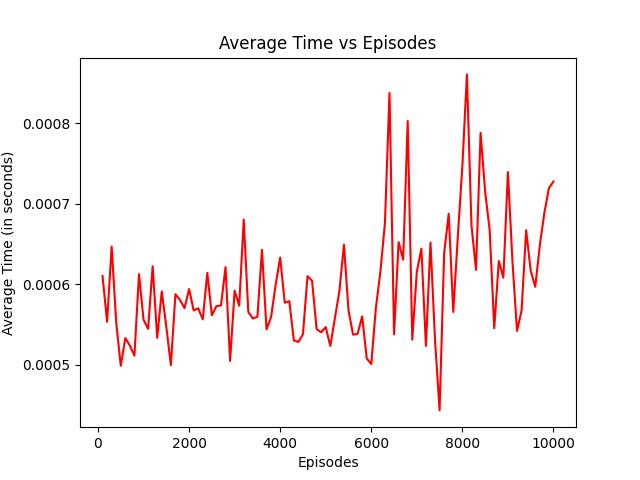 Average Time vs Episodes
Average Time (in seconds)
0.0008
0.0007
0.0006
0.0005
0 2000 4000 6000 8000 10000
Episodes